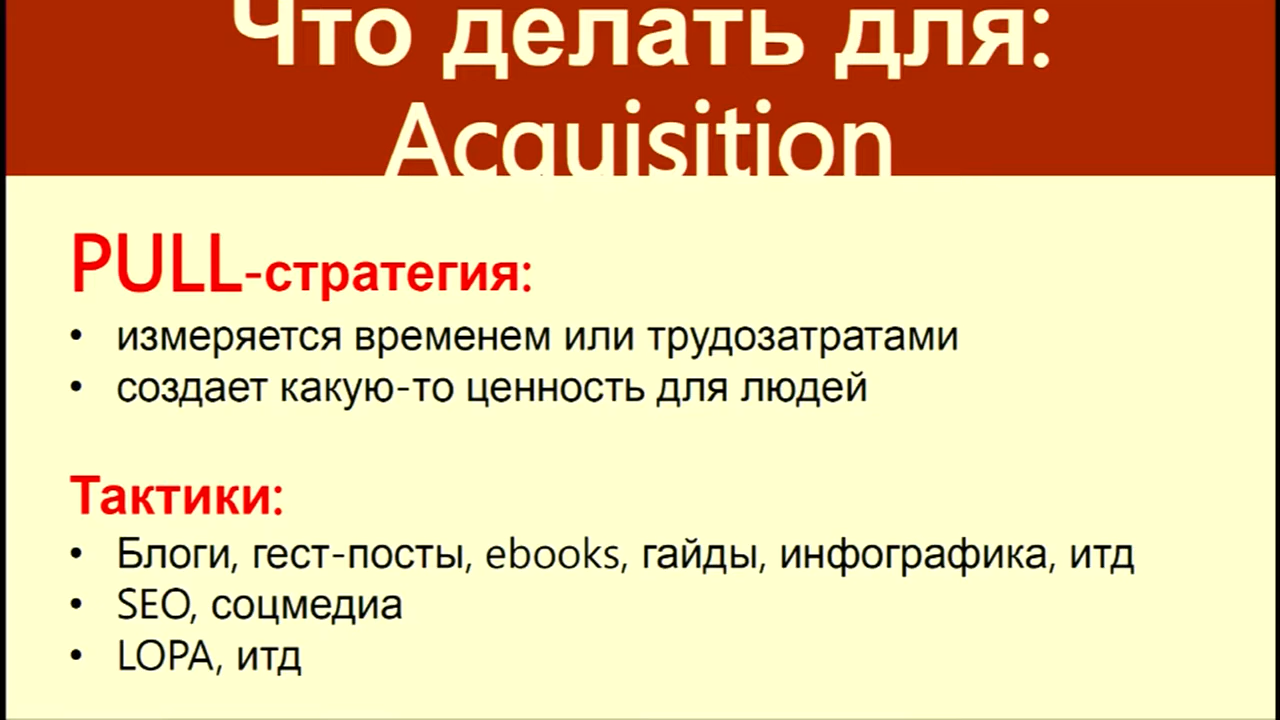 Что делать для:
Acquisition
PULL-стратегия:
• измеряется временем или трудозатратами
• создает какую-то ценность для людей
Тактики:
• Блоги, гест-посты, ebooks, гайды, инфографика, итд
• SEO, соцмедиа
• LOPA, итд